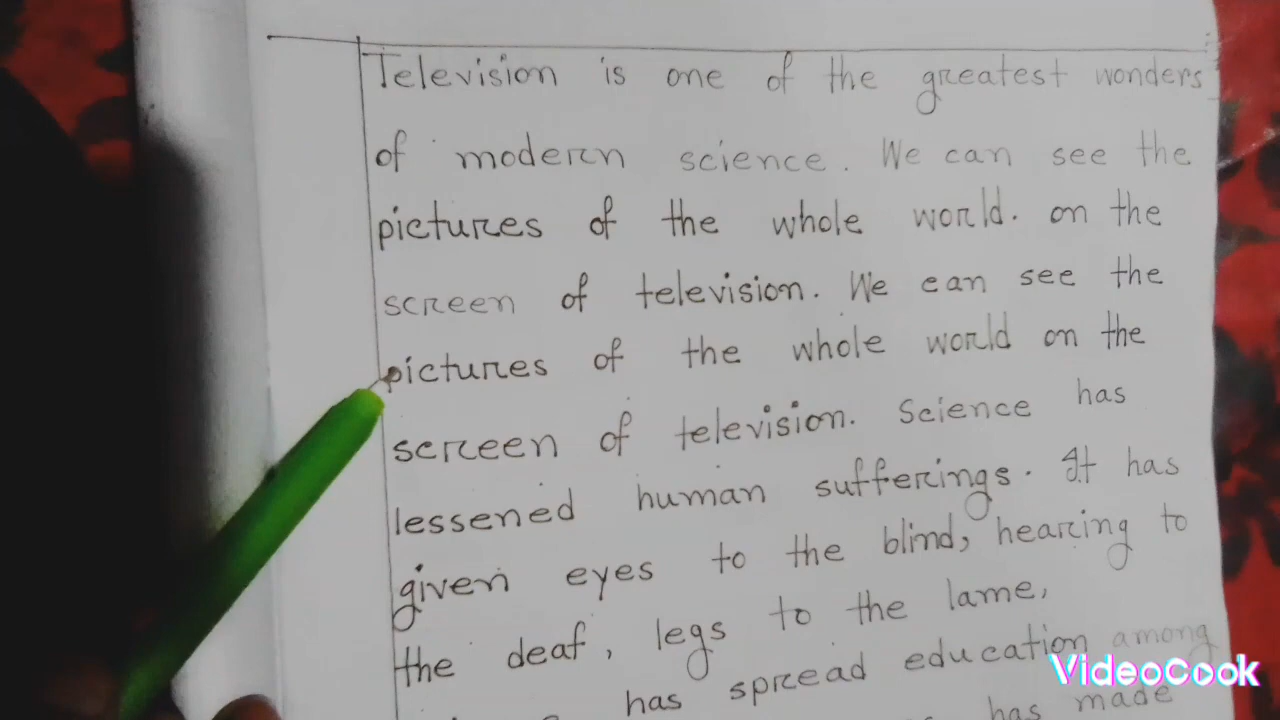 Television is one of the greatest wonders
of modern science. We can see the
pictures of the whole world. on the
screen of television. We can see the
pictures of the whole world on the
screen of television. Science has
lessened human sufferings. It has
given eyes to the blind, hearing to
the deaf, legs to the lame,
has spread education among
has made
VideoCook